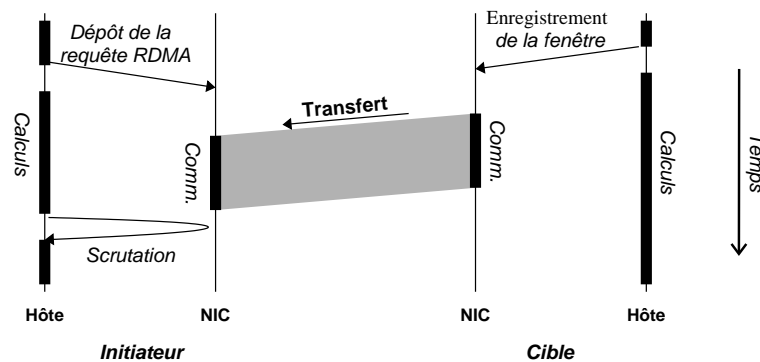 Dépôt de la
requête RDMA
Enregistrement
de la fenêtre
Transfert
Calculs
Comm.
Comm.
Calculs
Temps
Scrutation
Hôte
NIC
NIC
Hôte
Initiateur
Cible